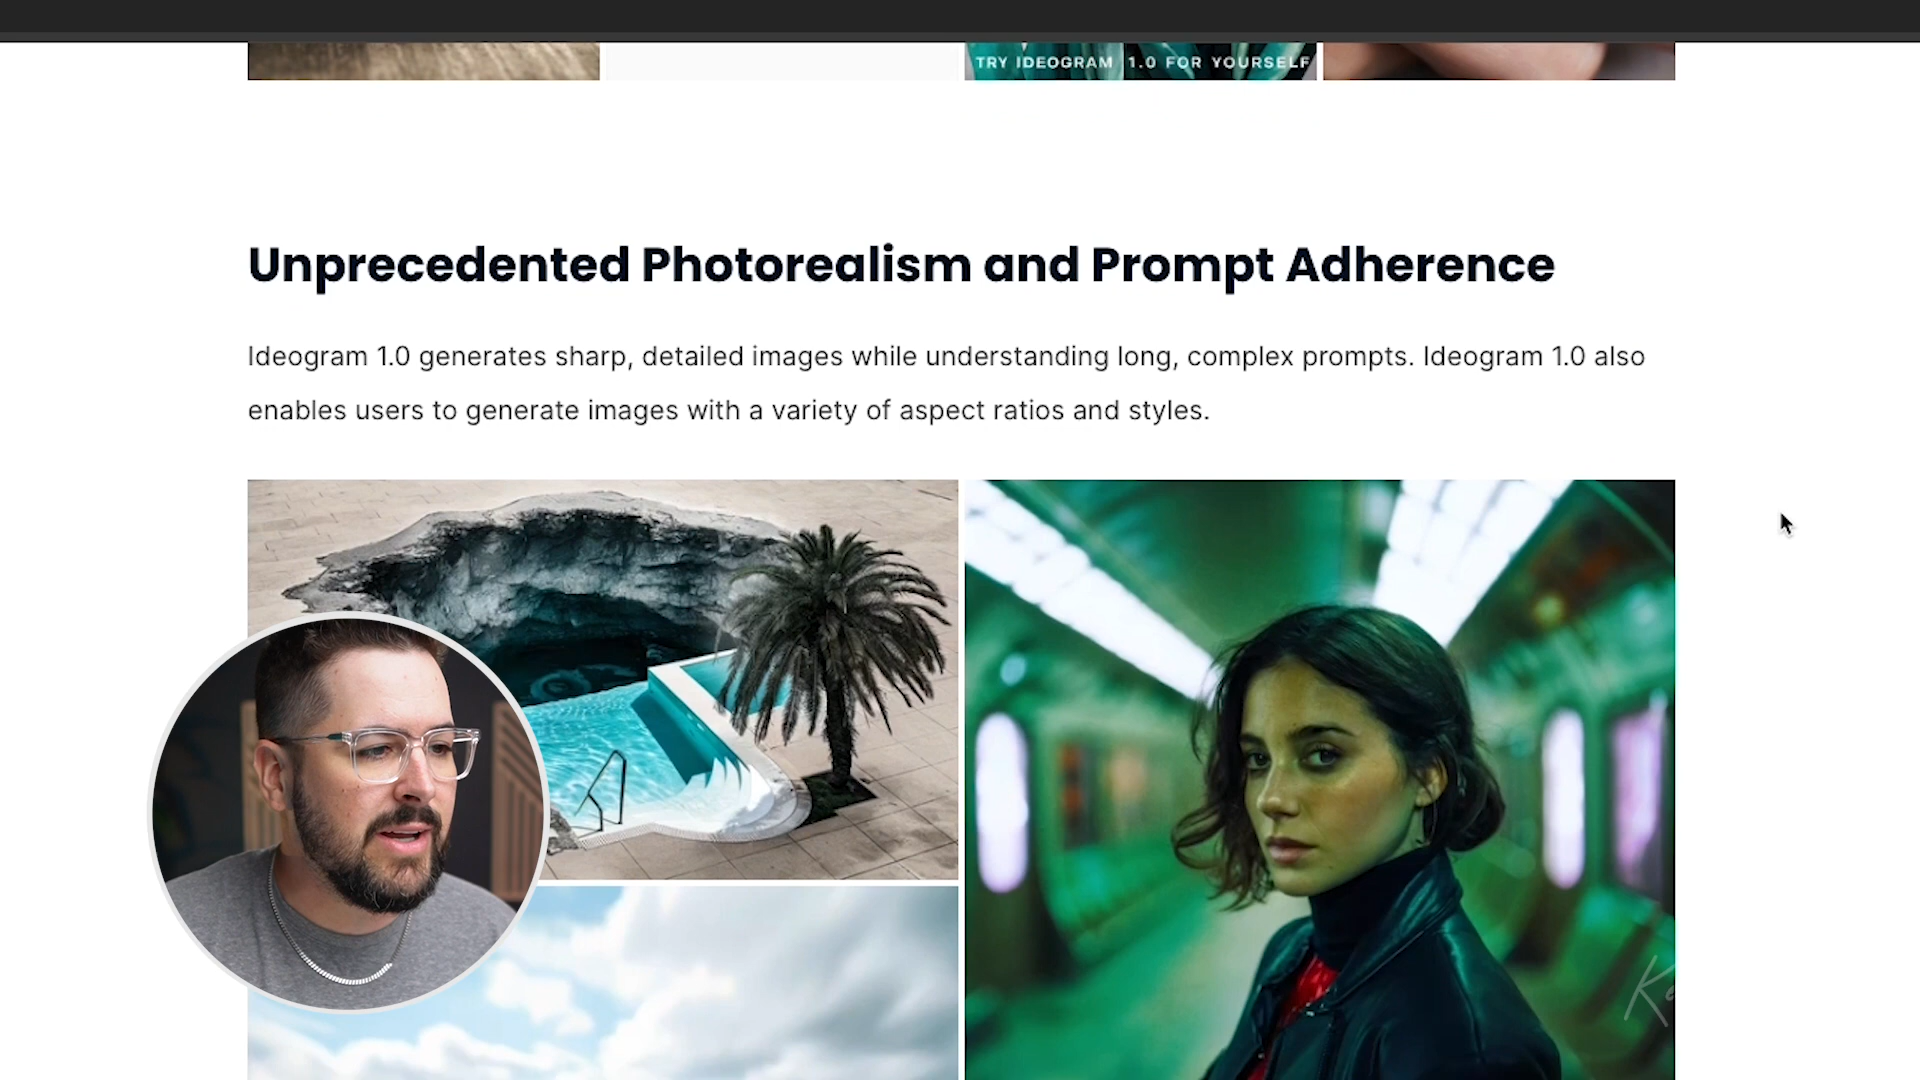 TRY IDEOGRAM 1.0 FOR YOURSELF
Unprecedented Photorealism and Prompt Adherence
Ideogram 1.0 generates sharp, detailed images while understanding long, complex prompts. Ideogram 1.0 also
enables users to generate images with a variety of aspect ratios and styles.